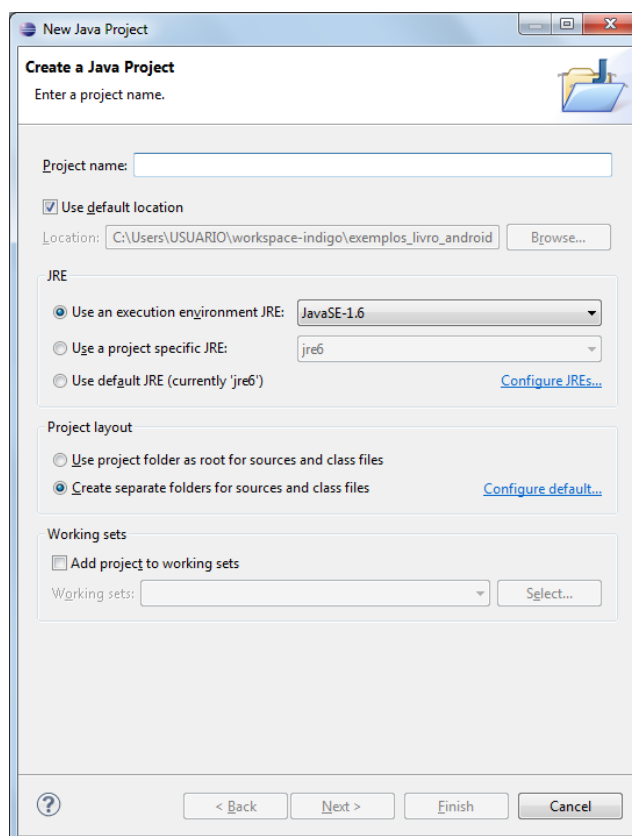 New Java Project
Create a Java Project
Enter a project name.
Project name:
Use default location
Location: C:\Users\USUARIO\workspace-indigo\exemplos_livro_android Browse...
JRE
Use an execution environment JRE: JavaSE-1.6
Use a project specific JRE: jre6
Use default JRE (currently 'jre6') Configure JREs...
Project layout
Use project folder as root for sources and class files
Create separate folders for sources and class files Configure default...
Working sets
Add project to working sets
Working sets: Select...
? < Back Next > Finish Cancel